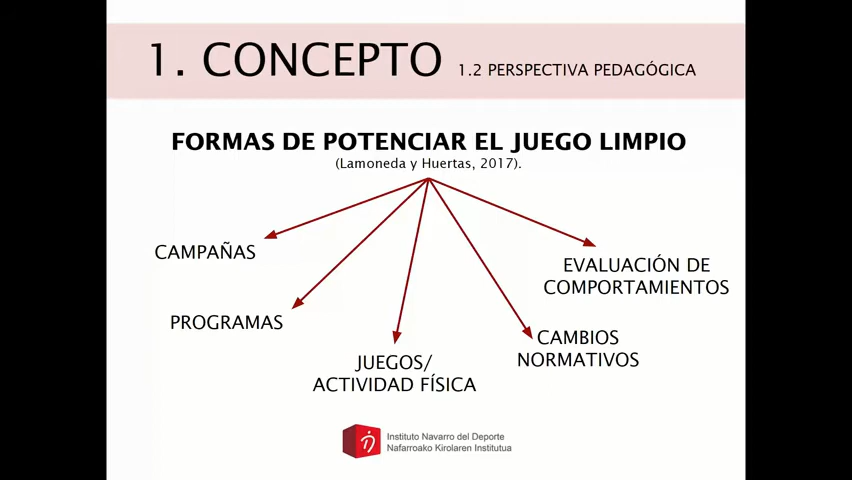 1. CONCEPTO 1.2 PERSPECTIVA PEDAGÓGICA
FORMAS DE POTENCIAR EL JUEGO LIMPIO
(Lamoneda y Huertas, 2017).
CAMPAÑAS
PROGRAMAS
JUEGOS/
ACTIVIDAD FÍSICA
CAMBIOS
NORMATIVOS
EVALUACIÓN DE
COMPORTAMIENTOS
Instituto Navarro del Deporte
Nafarroako Kirolaren Institutua